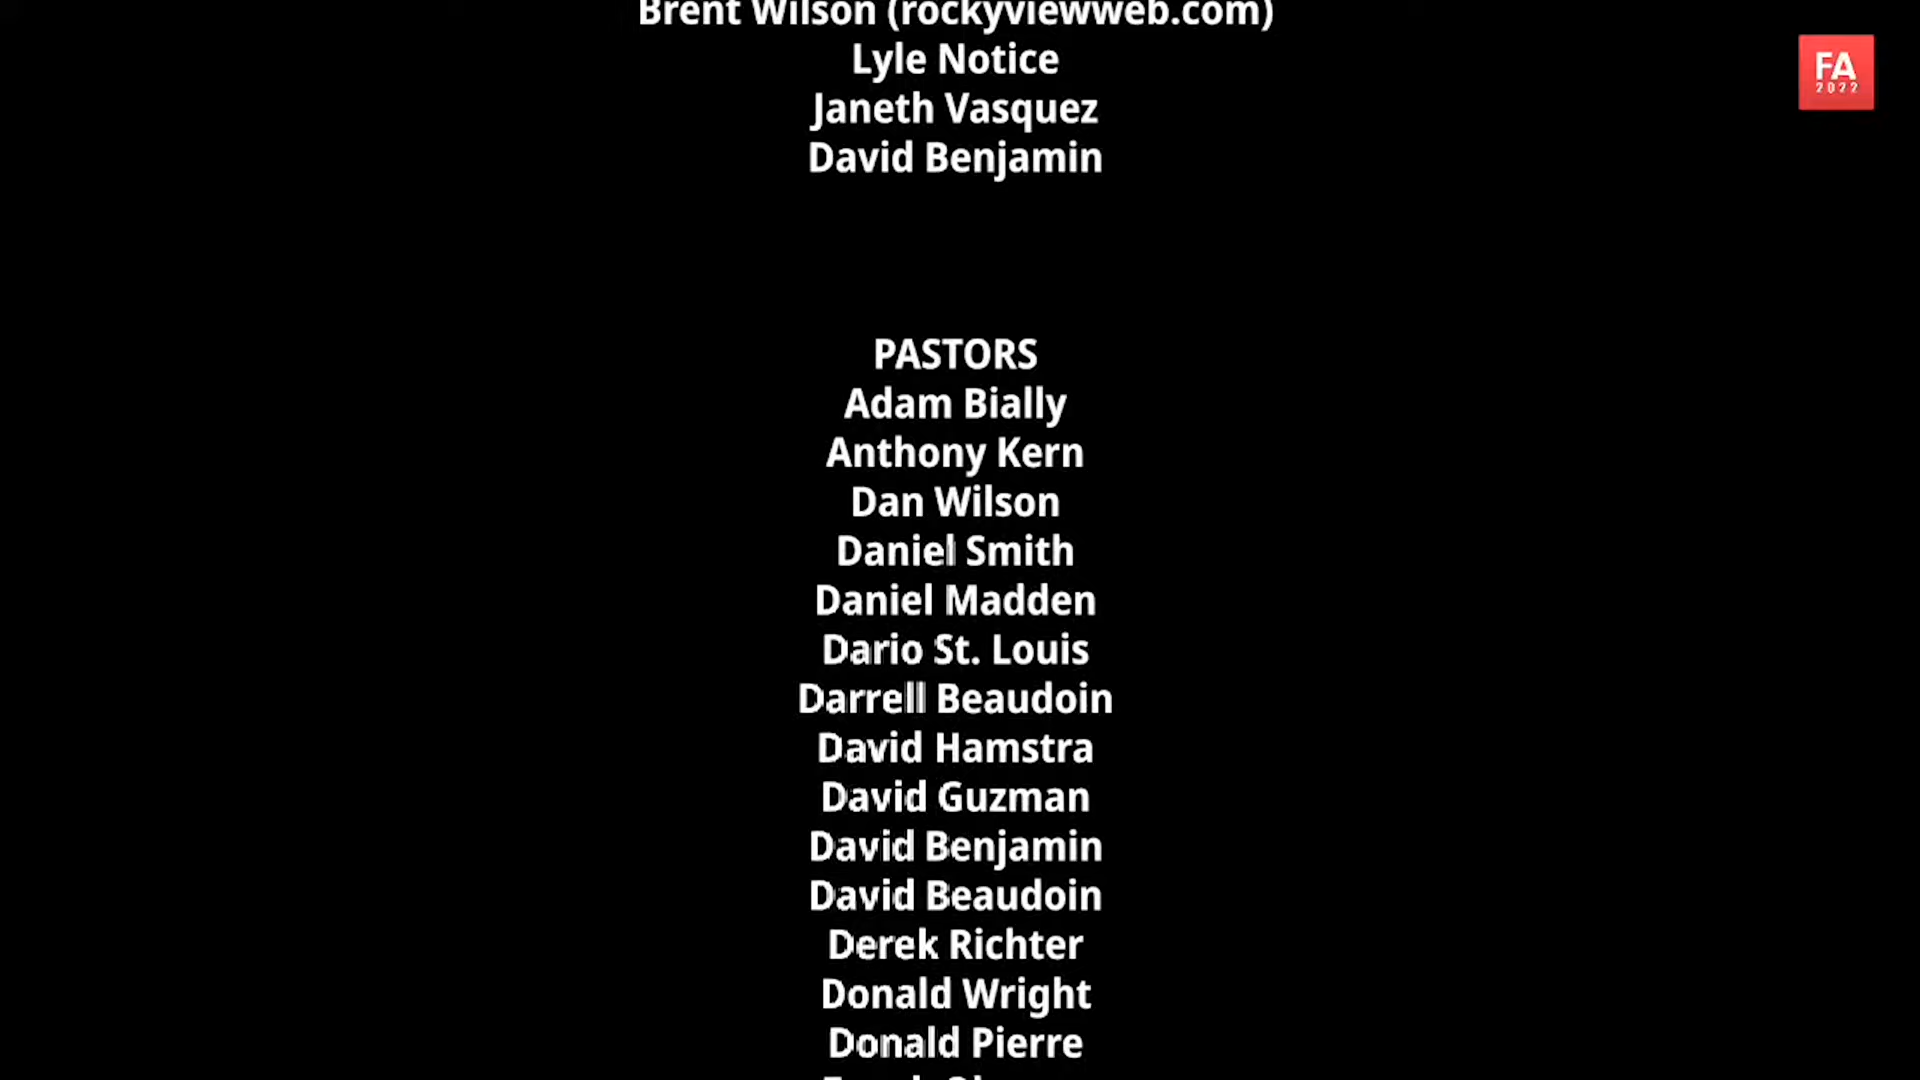 Brent Wilson (rockyviewweb.com)
Lyle Notice
Janeth Vasquez
David Benjamin
FA
2022
PASTORS
Adam Bially
Anthony Kern
Dan Wilson
Daniel Smith
Daniel Madden
Dario St. Louis
Darrell Beaudoin
David Hamstra
David Guzman
David Benjamin
David Beaudoin
Derek Richter
Donald Wright
Donald Pierre